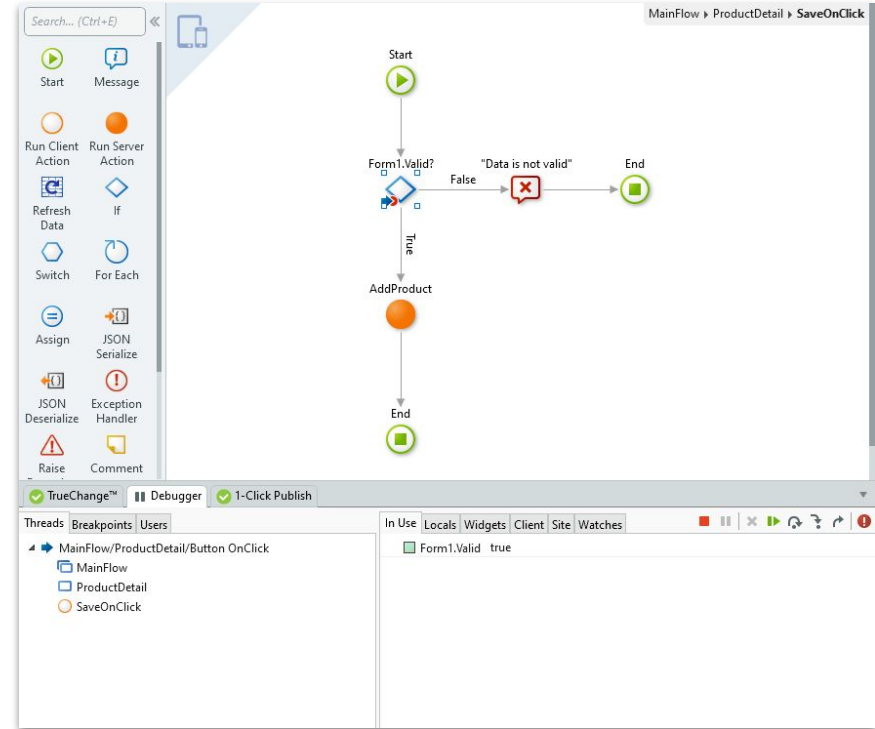 Search... (Ctrl+E)
MainFlow ▸ ProductDetail ▸ SaveOnClick
Start
Message
Run Client
Action
Run Server
Action
Refresh
Data
If
Switch
For Each
Assign
JSON
Serialize
JSON
Deserialize
Exception
Handler
Raise
Comment
Start
Form1.Valid?
False
"Data is not valid"
End
True
AddProduct
End
TrueChange™
Debugger
1-Click Publish
Threads Breakpoints Users
MainFlow/ProductDetail/Button OnClick
MainFlow
ProductDetail
SaveOnClick
In Use Locals Widgets Client Site Watches
Form1.Valid true